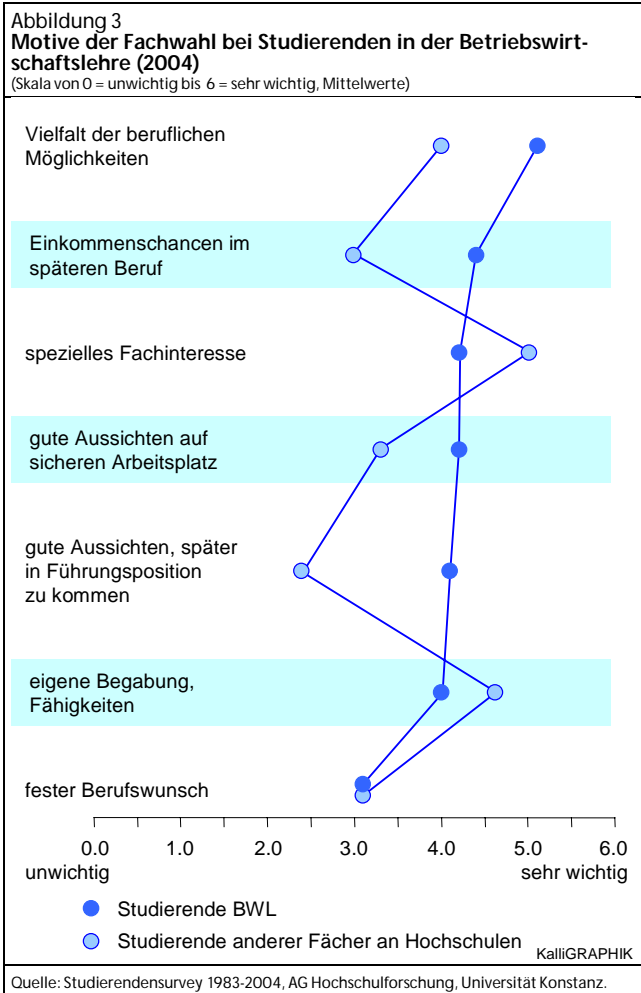 Abbildung 3
Motive der Fachwahl bei Studierenden in der Betriebswirt-
schaftslehre (2004)
(Skala von 0 = unwichtig bis 6 = sehr wichtig, Mittelwerte)
Vielfalt der beruflichen
Möglichkeiten
Einkommenschancen im
späteren Beruf
spezielles Fachinteresse
gute Aussichten auf
sicheren Arbeitsplatz
gute Aussichten, später
in Führungsposition
zu kommen
eigene Begabung,
Fähigkeiten
fester Berufswunsch
0.0 1.0 2.0 3.0 4.0 5.0 6.0
unwichtig sehr wichtig
Studierende BWL
Studierende anderer Fächer an Hochschulen
KalliGRAPHIK
Quelle: Studierendensurvey 1983-2004, AG Hochschulforschung, Universität Konstanz.